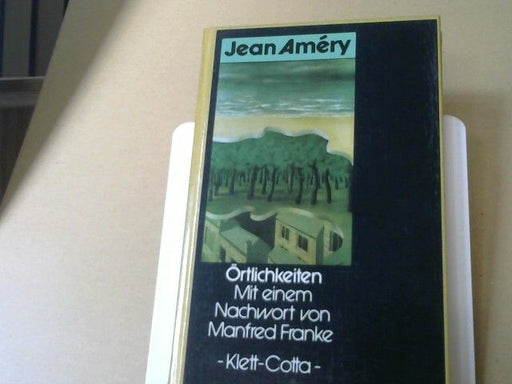 Jean Améry
Örtlichkeiten
Mit einem
Nachwort von
Manfred Franke
-Klett-Cotta-